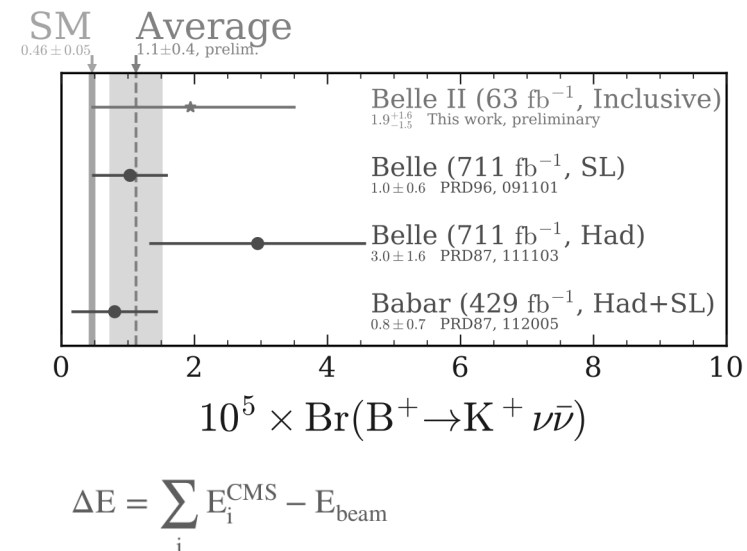 SM Average
0.46 ± 0.05 1.1±0.4, prelim.
Belle II (63 fb⁻¹, Inclusive)
1.9 +1.6 −1.5 This work, preliminary
Belle (711 fb⁻¹, SL)
1.0 ± 0.6 PRD96, 091101
Belle (711 fb⁻¹, Had)
3.0 ± 1.6 PRD87, 111103
Babar (429 fb⁻¹, Had+SL)
0.8 ± 0.7 PRD87, 112005
0 2 4 6 8 10
10⁵ × Br(B⁺→K⁺ νν̄)
ΔE = ∑ᵢ Eᵢᶜᴹˢ − E_beam